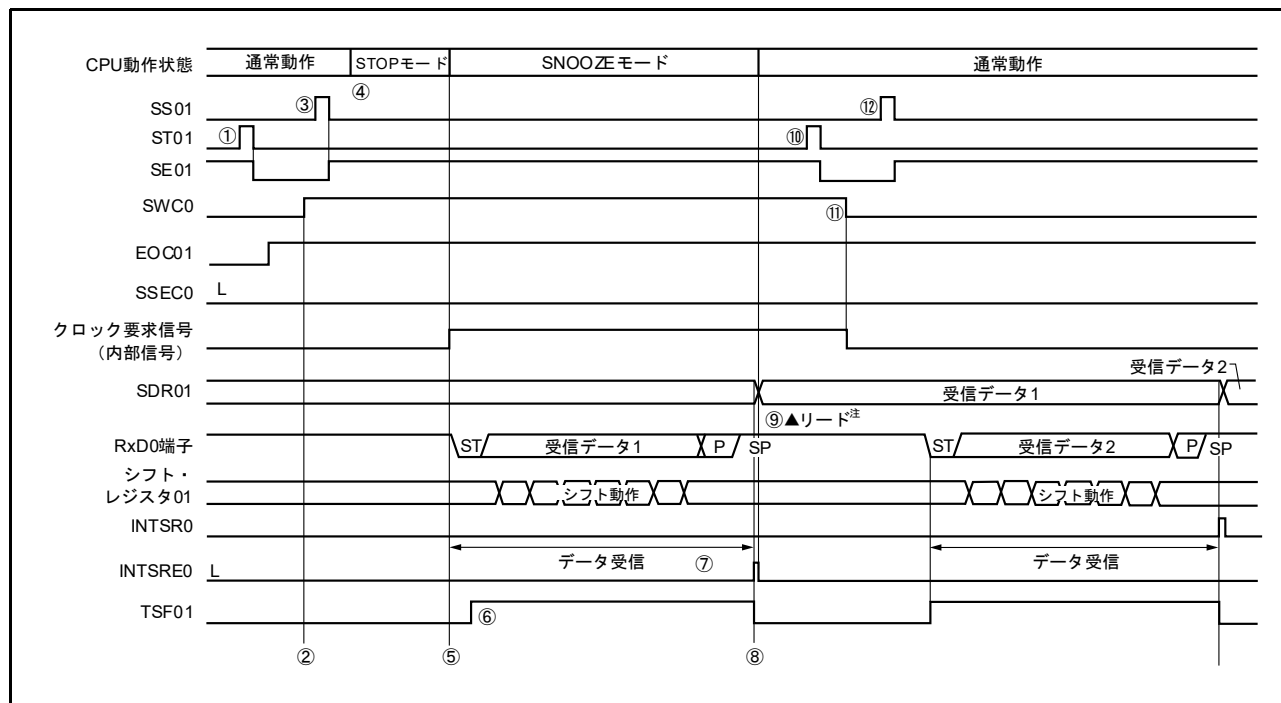 CPU動作状態 通常動作 STOPモード SNOOZEモード 通常動作
④
SS01 ③ ⑫
ST01 ① ⑩
SE01
SWC0 ⑪
EOC01
SSEC0 L
クロック要求信号
(内部信号)
受信データ2
SDR01 受信データ1
⑨▲リード注
RxD0端子 ST 受信データ1 P SP ST 受信データ2 P SP
シフト・
レジスタ01 シフト動作 シフト動作
INTSR0
データ受信 ⑦ データ受信
INTSRE0 L
TSF01 ⑥
② ⑤ ⑧